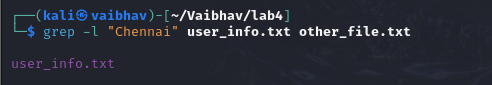 ┌──(kali㉿vaibhav)-[~/Vaibhav/lab4]
└─$ grep -l "Chennai" user_info.txt other_file.txt
user_info.txt